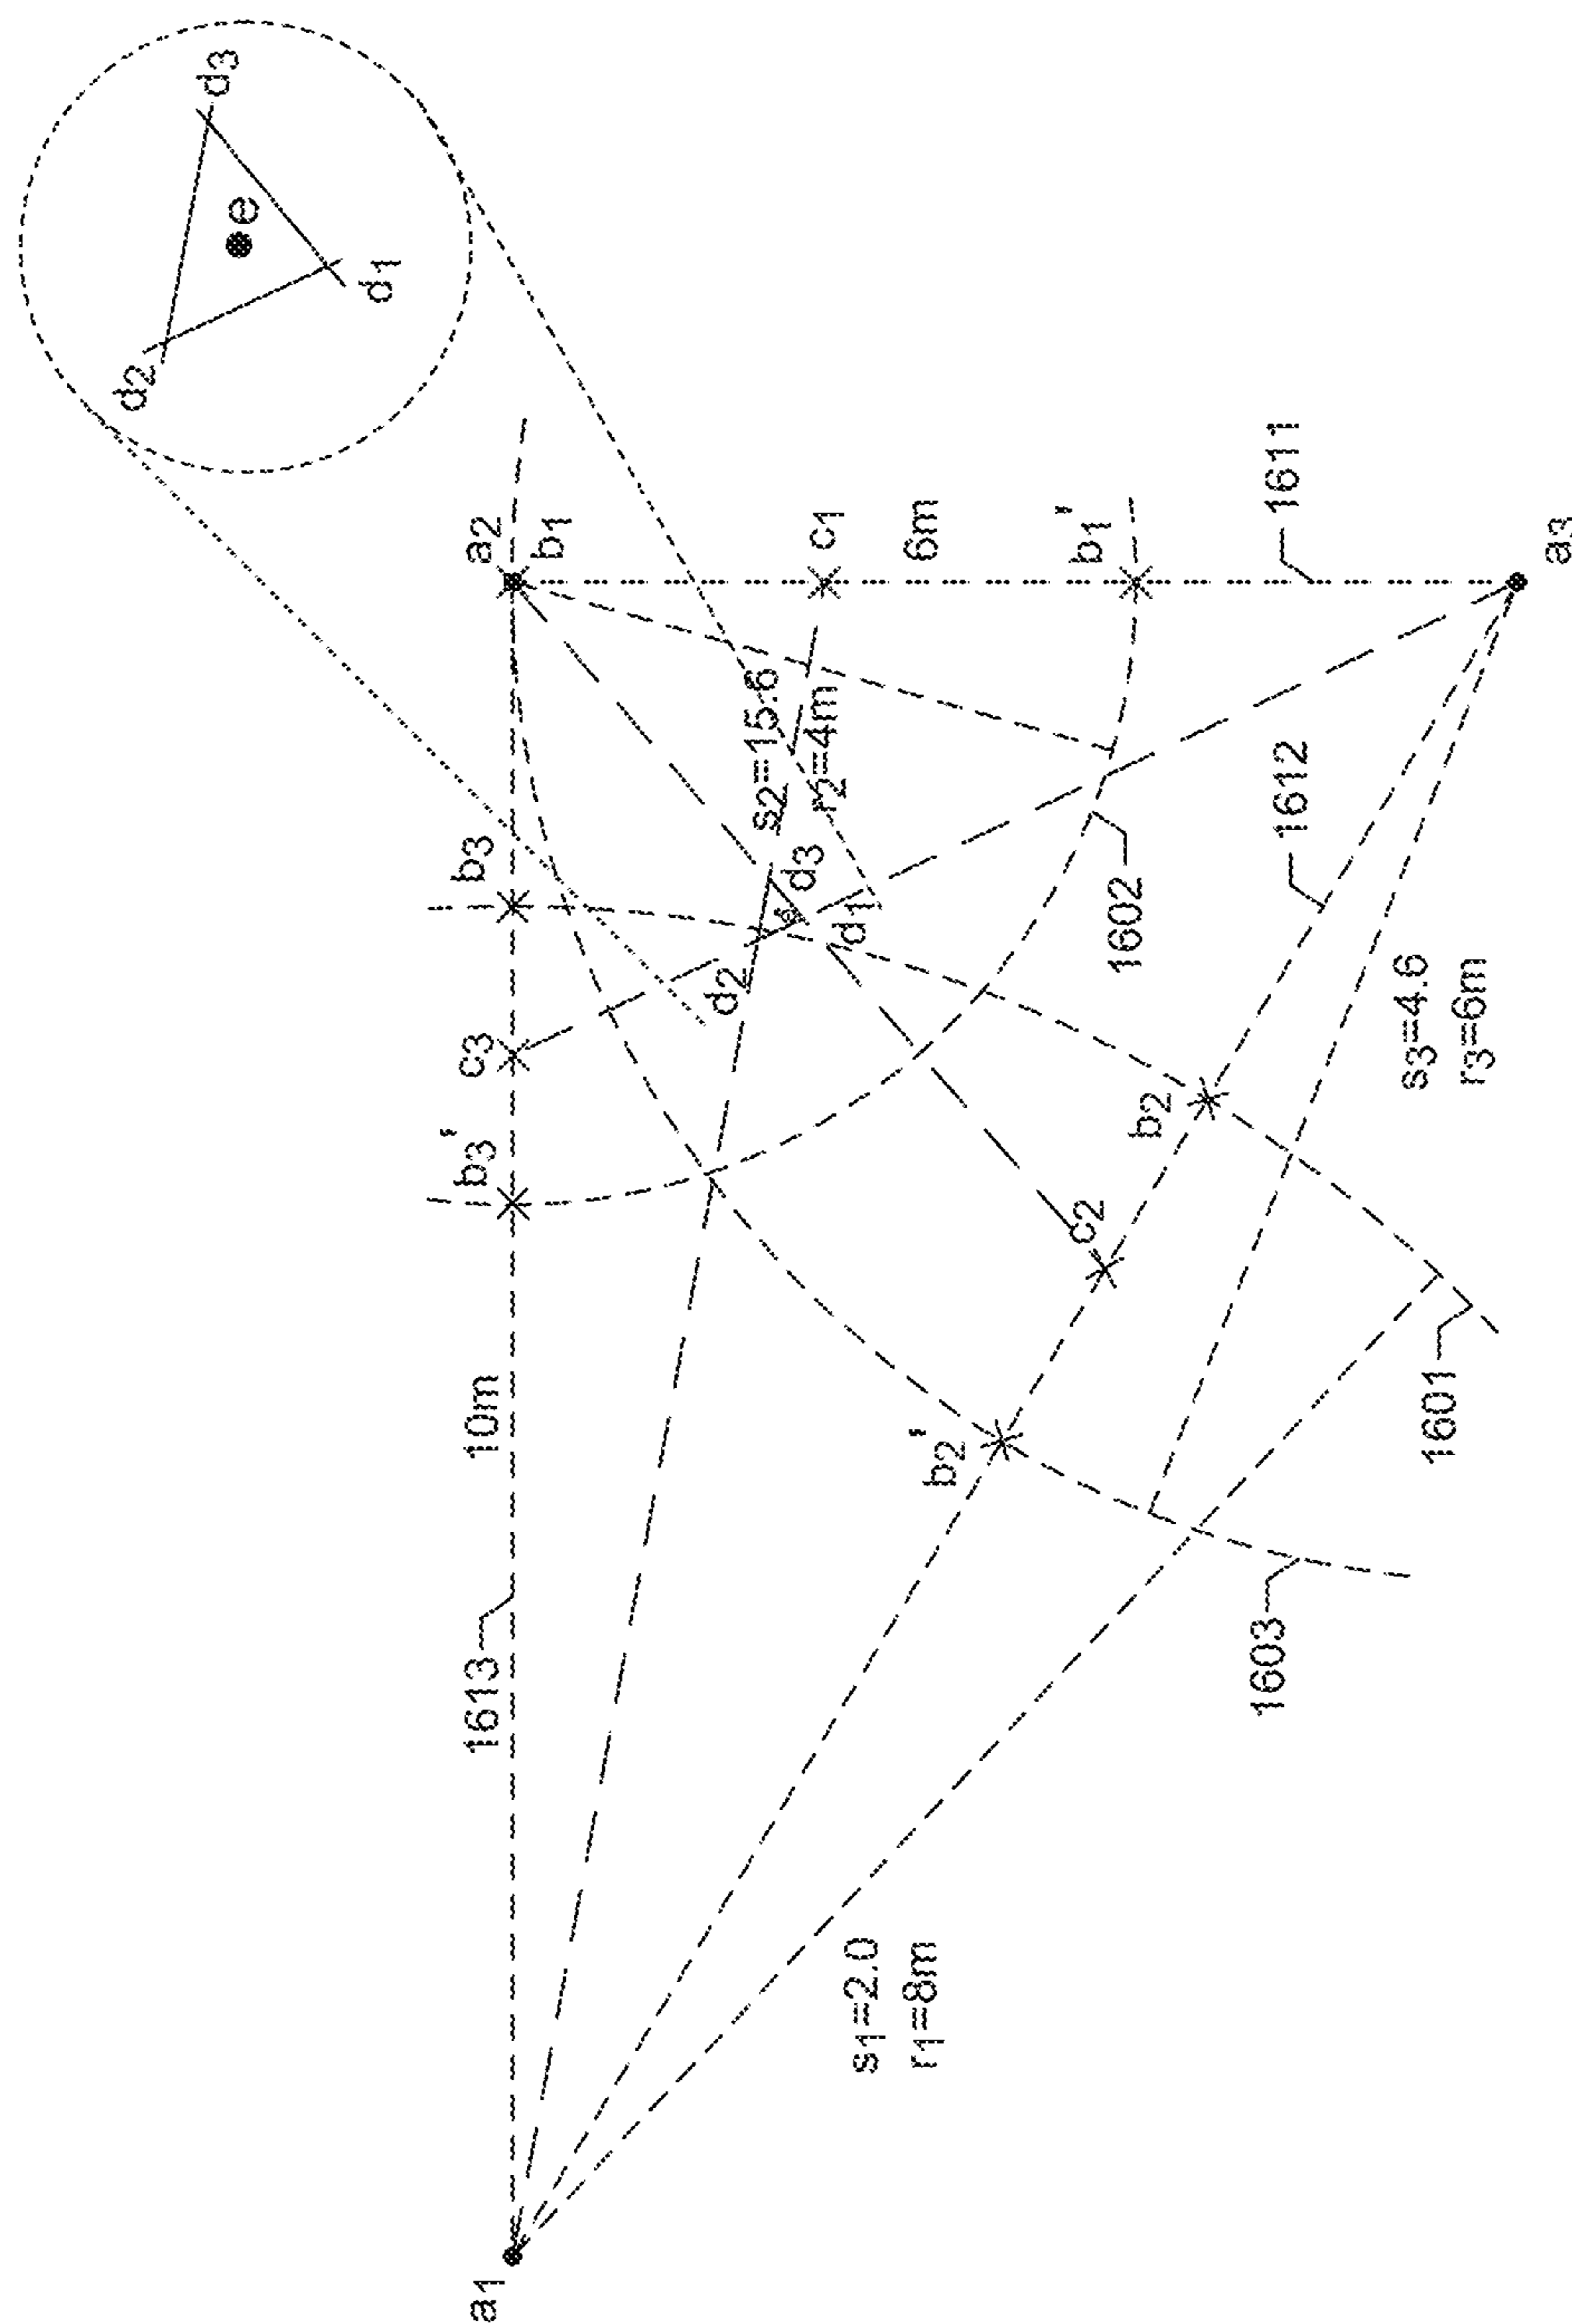 d3
d2
e
d1
a2
b1
b3
c3
b3'
10m
1613
a1
c1
6m
b1'
1611
a3
s2=15.6
r2=4m
d3
d2
e
d1
1602
1612
b2
c2
b2'
s3=4.6
r3=6m
1601
1603
s1=2.0
r1=8m